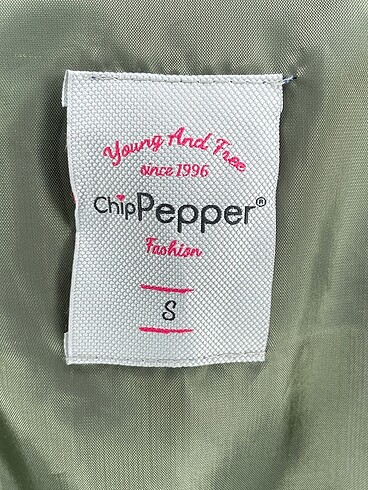 Young And Free
since 1996
ChipPepper®
Fashion
S